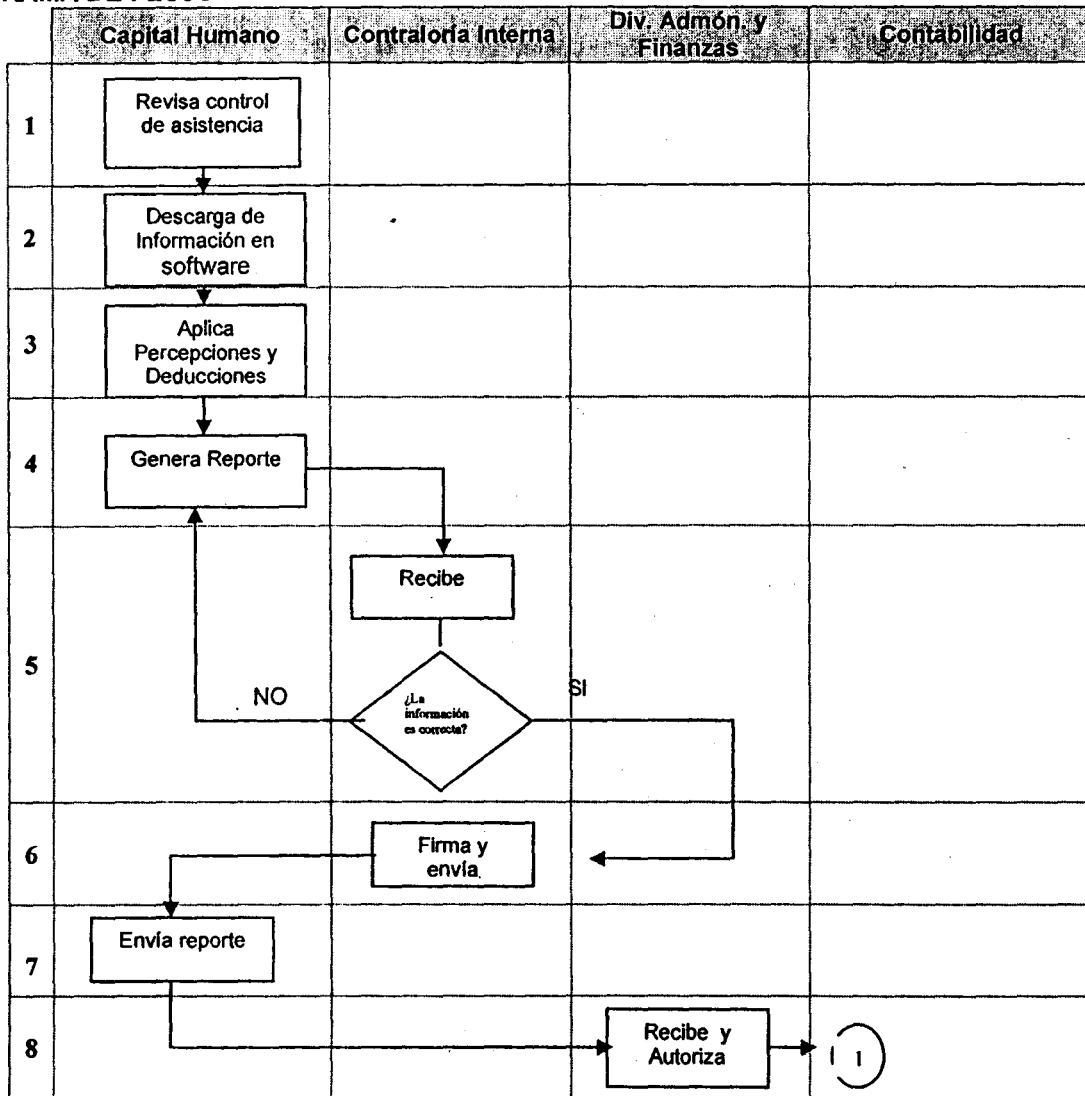 Capital Humano
Contraloría Interna
Div. Admón. y
Finanzas
Contabilidad
1
Revisa control
de asistencia
2
Descarga de
Información en
software
3
Aplica
Percepciones y
Deducciones
4
Genera Reporte
5
Recibe
NO
¿La
información
es correcta?
SI
6
Firma y
envía
7
Envía reporte
8
Recibe y
Autoriza
1